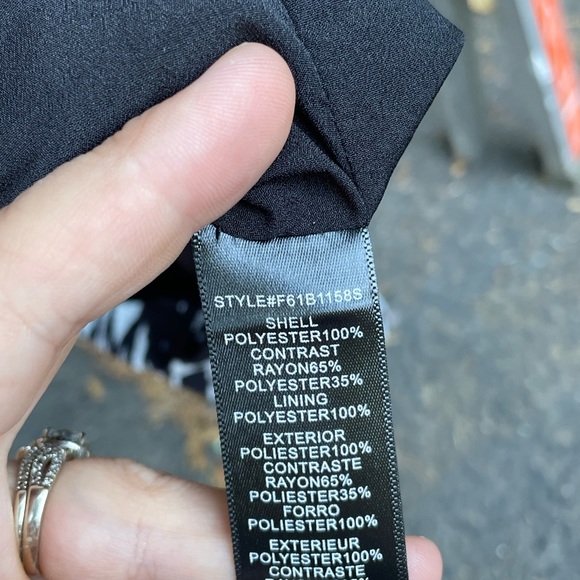 STYLE#F61B1158S
SHELL
POLYESTER100%
CONTRAST
RAYON65%
POLYESTER35%
LINING
POLYESTER100%
EXTERIOR
POLIESTER100%
CONTRASTE
RAYON65%
POLIESTER35%
FORRO
POLIESTER100%
EXTERIEUR
POLYESTER100%
CONTRASTE